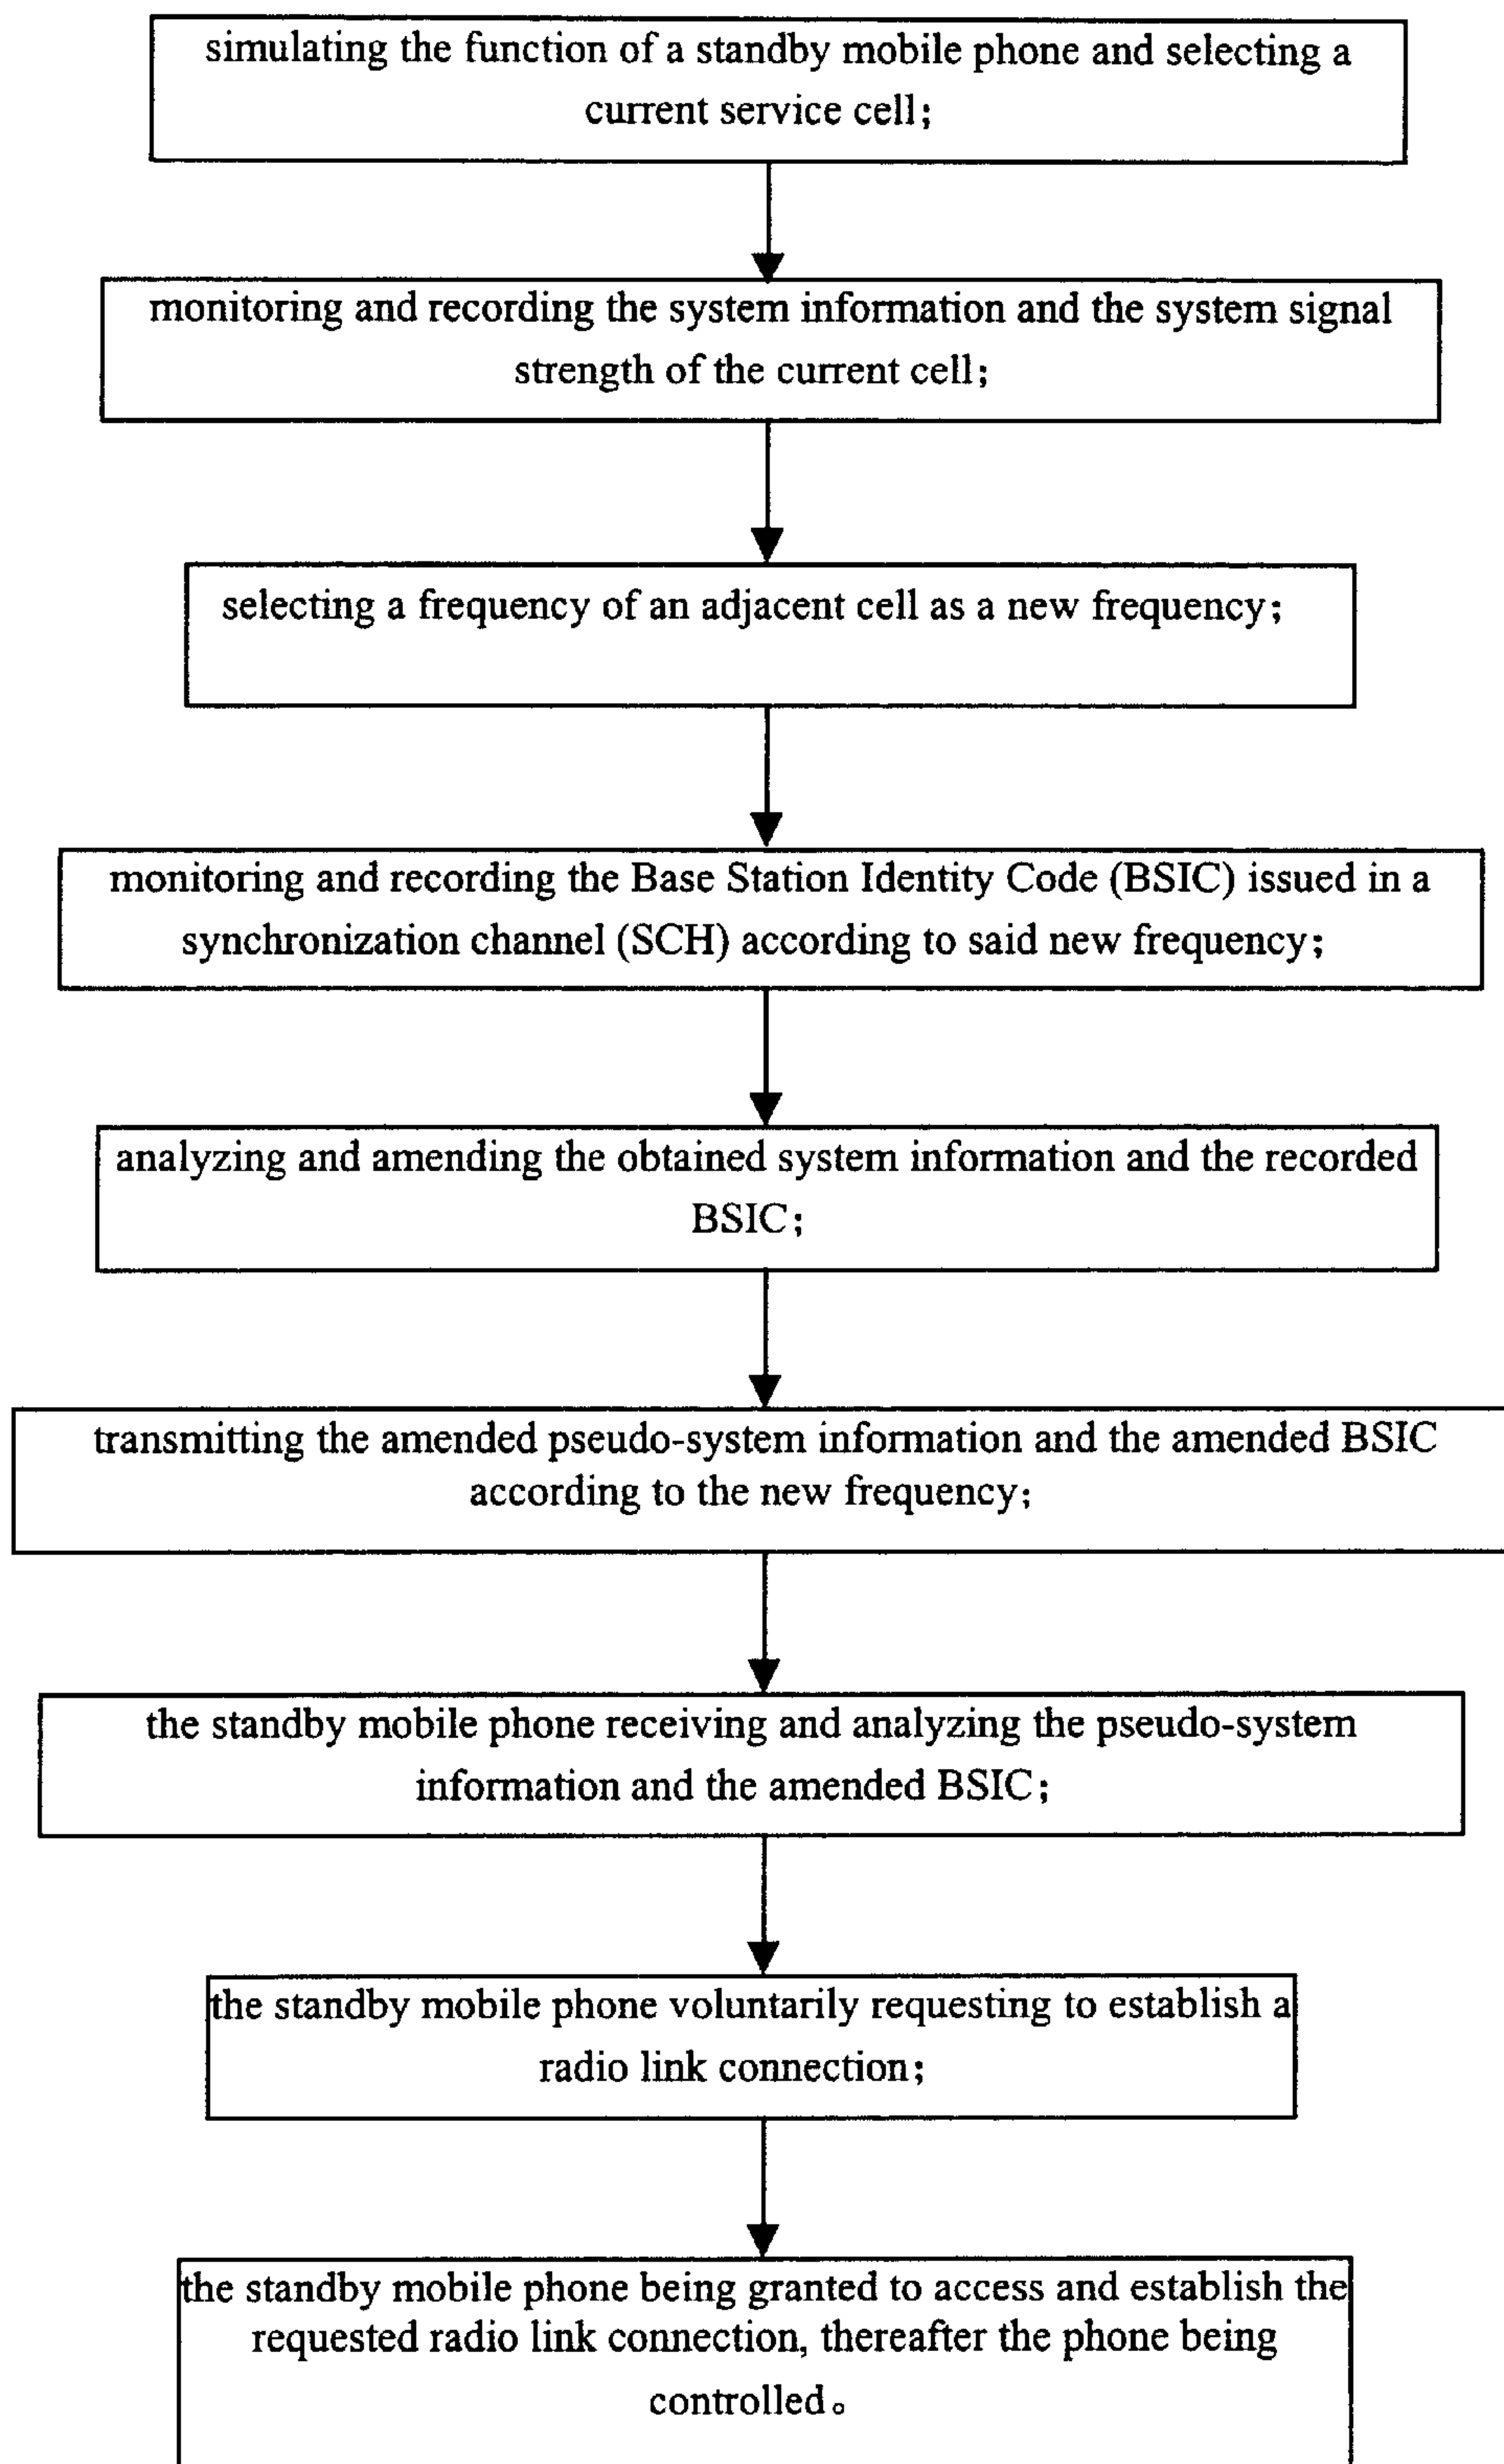 simulating the function of a standby mobile phone and selecting a
current service cell;
monitoring and recording the system information and the system signal
strength of the current cell;
selecting a frequency of an adjacent cell as a new frequency;
monitoring and recording the Base Station Identity Code (BSIC) issued in a
synchronization channel (SCH) according to said new frequency;
analyzing and amending the obtained system information and the recorded
BSIC;
transmitting the amended pseudo-system information and the amended BSIC
according to the new frequency;
the standby mobile phone receiving and analyzing the pseudo-system
information and the amended BSIC;
the standby mobile phone voluntarily requesting to establish a
radio link connection;
the standby mobile phone being granted to access and establish the
requested radio link connection, thereafter the phone being
controlled。